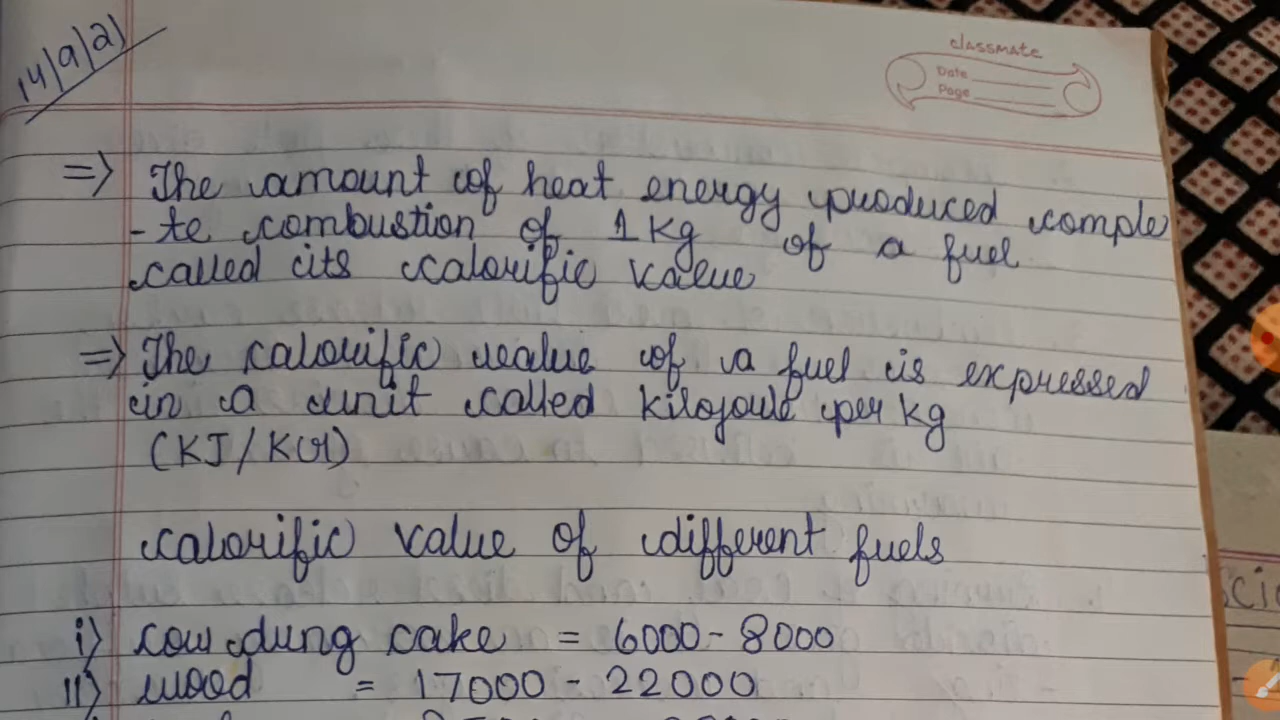 14/9/21
classmate
Date
Page
=> The amount of heat energy produced comple
-te combustion of 1 Kg of a fuel
called its calorific value
=> The calorific value of a fuel is expressed
in a unit called kilojoule per kg
(KJ/KG)
calorific value of different fuels
i) cow dung cake = 6000 - 8000
ii) wood = 17000 - 22000